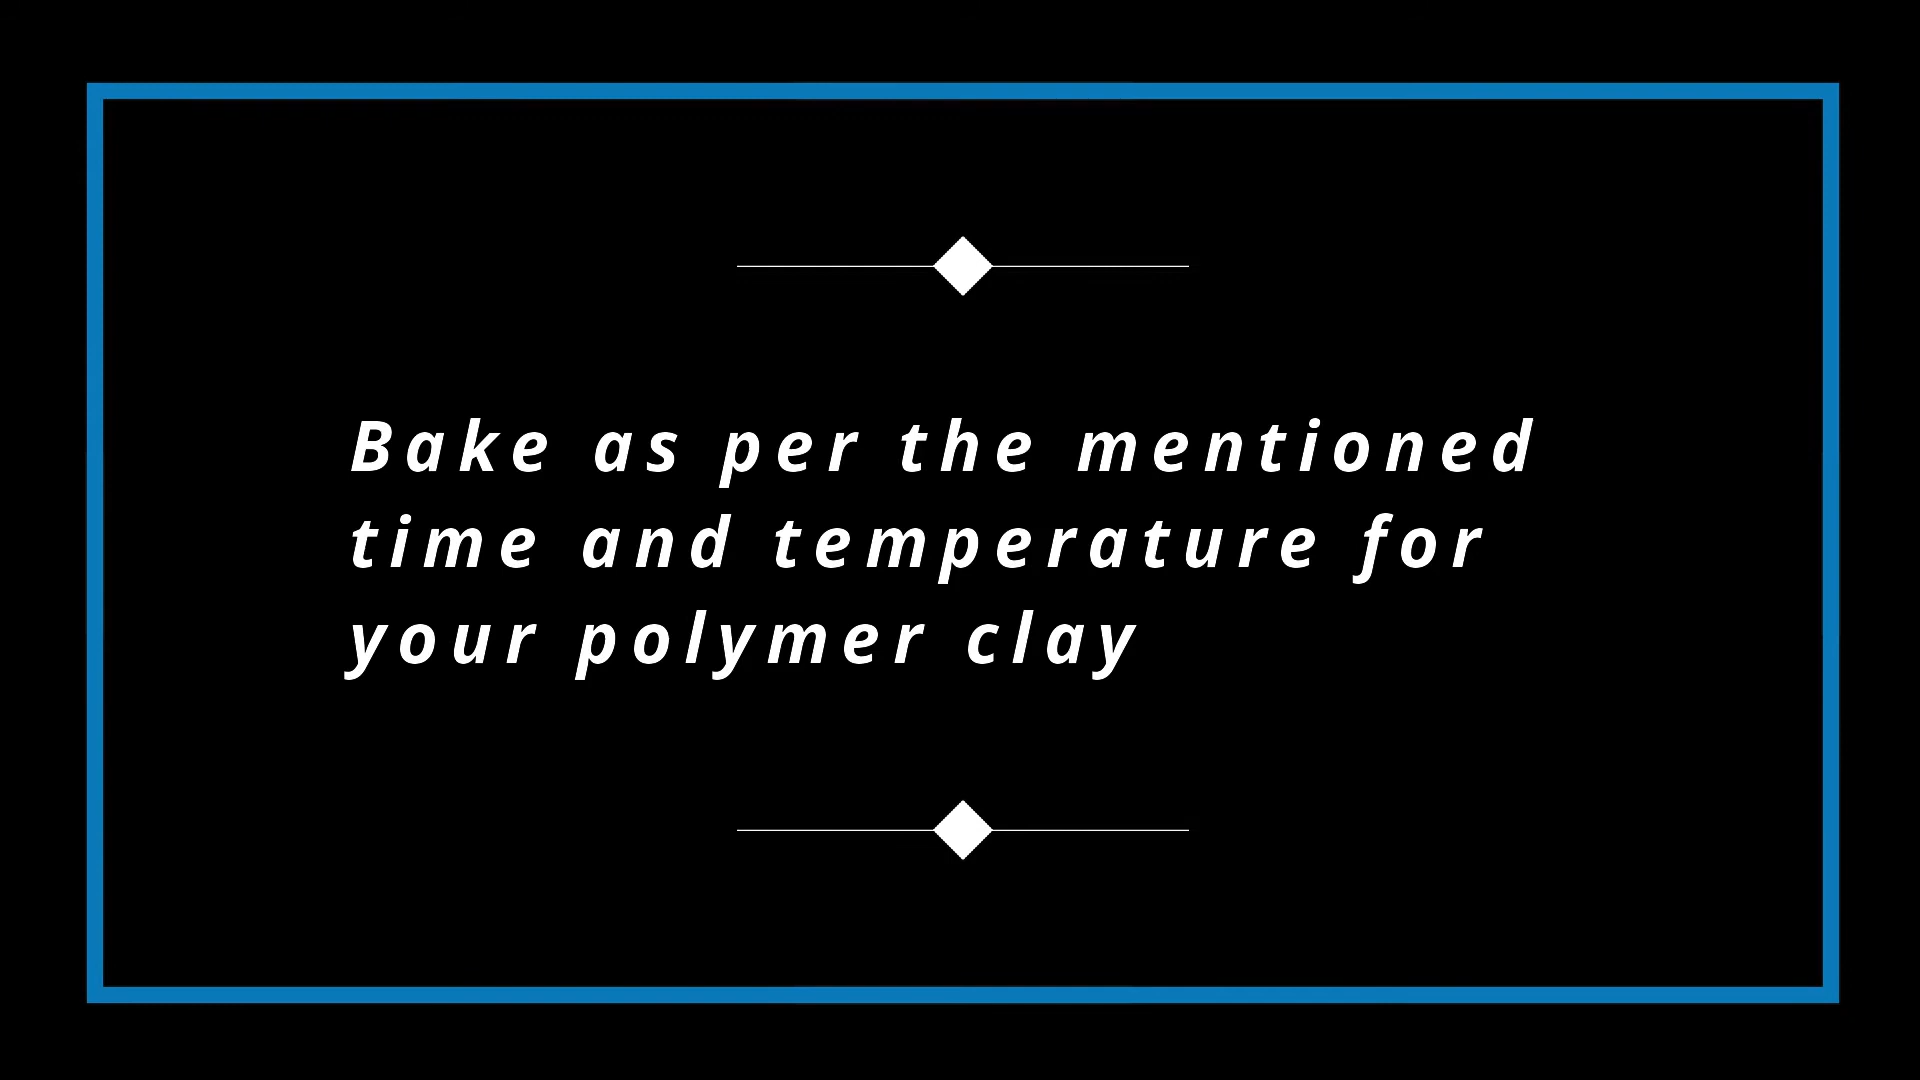 Bake as per the mentioned
time and temperature for
your polymer clay